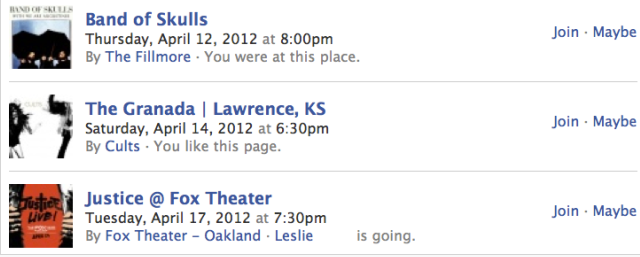 BAND OF SKULLS
Band of Skulls
Thursday, April 12, 2012 at 8:00pm
By The Fillmore · You were at this place.
Join · Maybe
The Granada | Lawrence, KS
Saturday, April 14, 2012 at 6:30pm
By Cults · You like this page.
Join · Maybe
Justice
LIVE!
Justice @ Fox Theater
Tuesday, April 17, 2012 at 7:30pm
By Fox Theater – Oakland · Leslie is going.
Join · Maybe